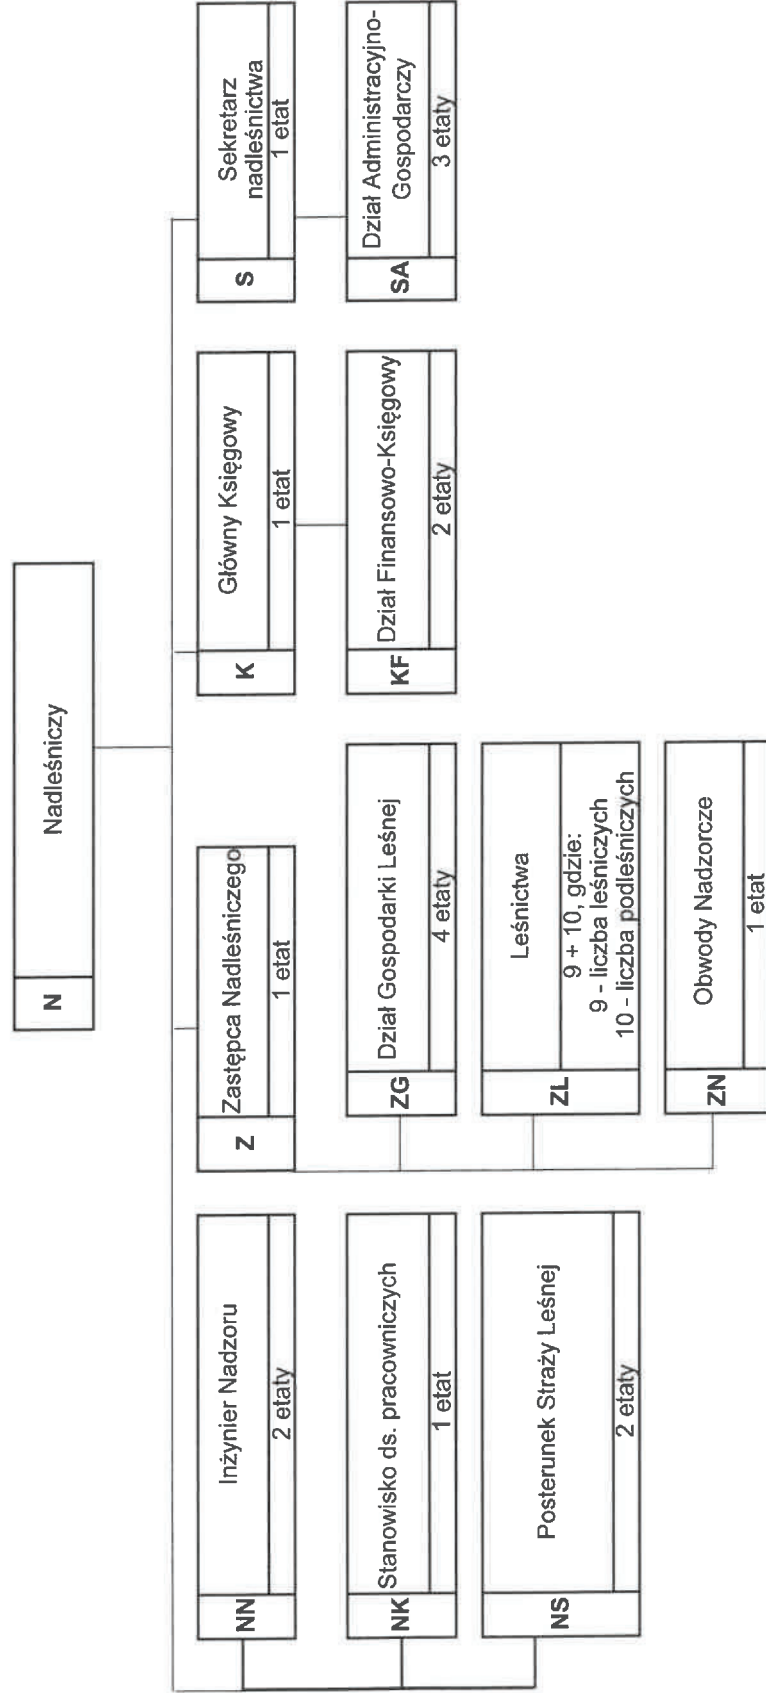 N
Nadleśniczy
NN
Inżynier Nadzoru
2 etaty
NK
Stanowisko ds. pracowniczych
1 etat
NS
Posterunek Straży Leśnej
2 etaty
Z
Zastępca Nadleśniczego
1 etat
ZG
Dział Gospodarki Leśnej
4 etaty
ZL
Leśnictwa
9 + 10, gdzie:
9 - liczba leśniczych
10 - liczba podleśniczych
ZN
Obwody Nadzorcze
1 etat
K
Główny Księgowy
1 etat
KF
Dział Finansowo-Księgowy
2 etaty
S
Sekretarz
nadleśnictwa
1 etat
SA
Dział Administracyjno-
Gospodarczy
3 etaty